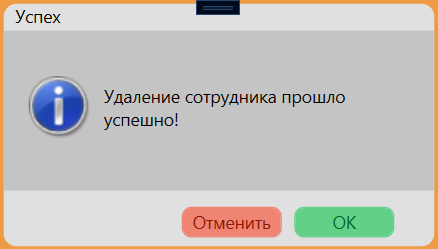 Успех
Удаление сотрудника прошло
успешно!
Отменить
OK